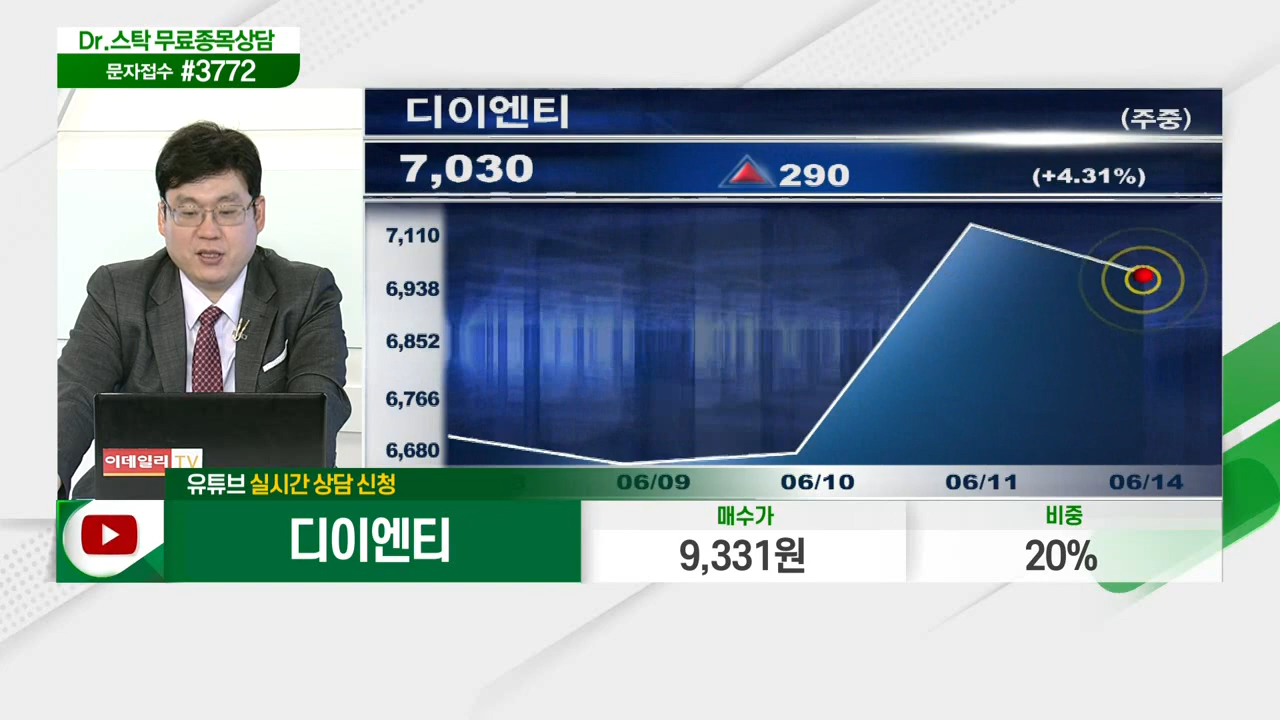 Dr.스탁 무료종목상담
문자접수 #3772
디이엔티
(주중)
7,030
290
(+4.31%)
7,110
6,938
6,852
6,766
6,680
06/09
06/10
06/11
06/14
이데일리 TV
유튜브 실시간 상담 신청
디이엔티
매수가
9,331원
비중
20%